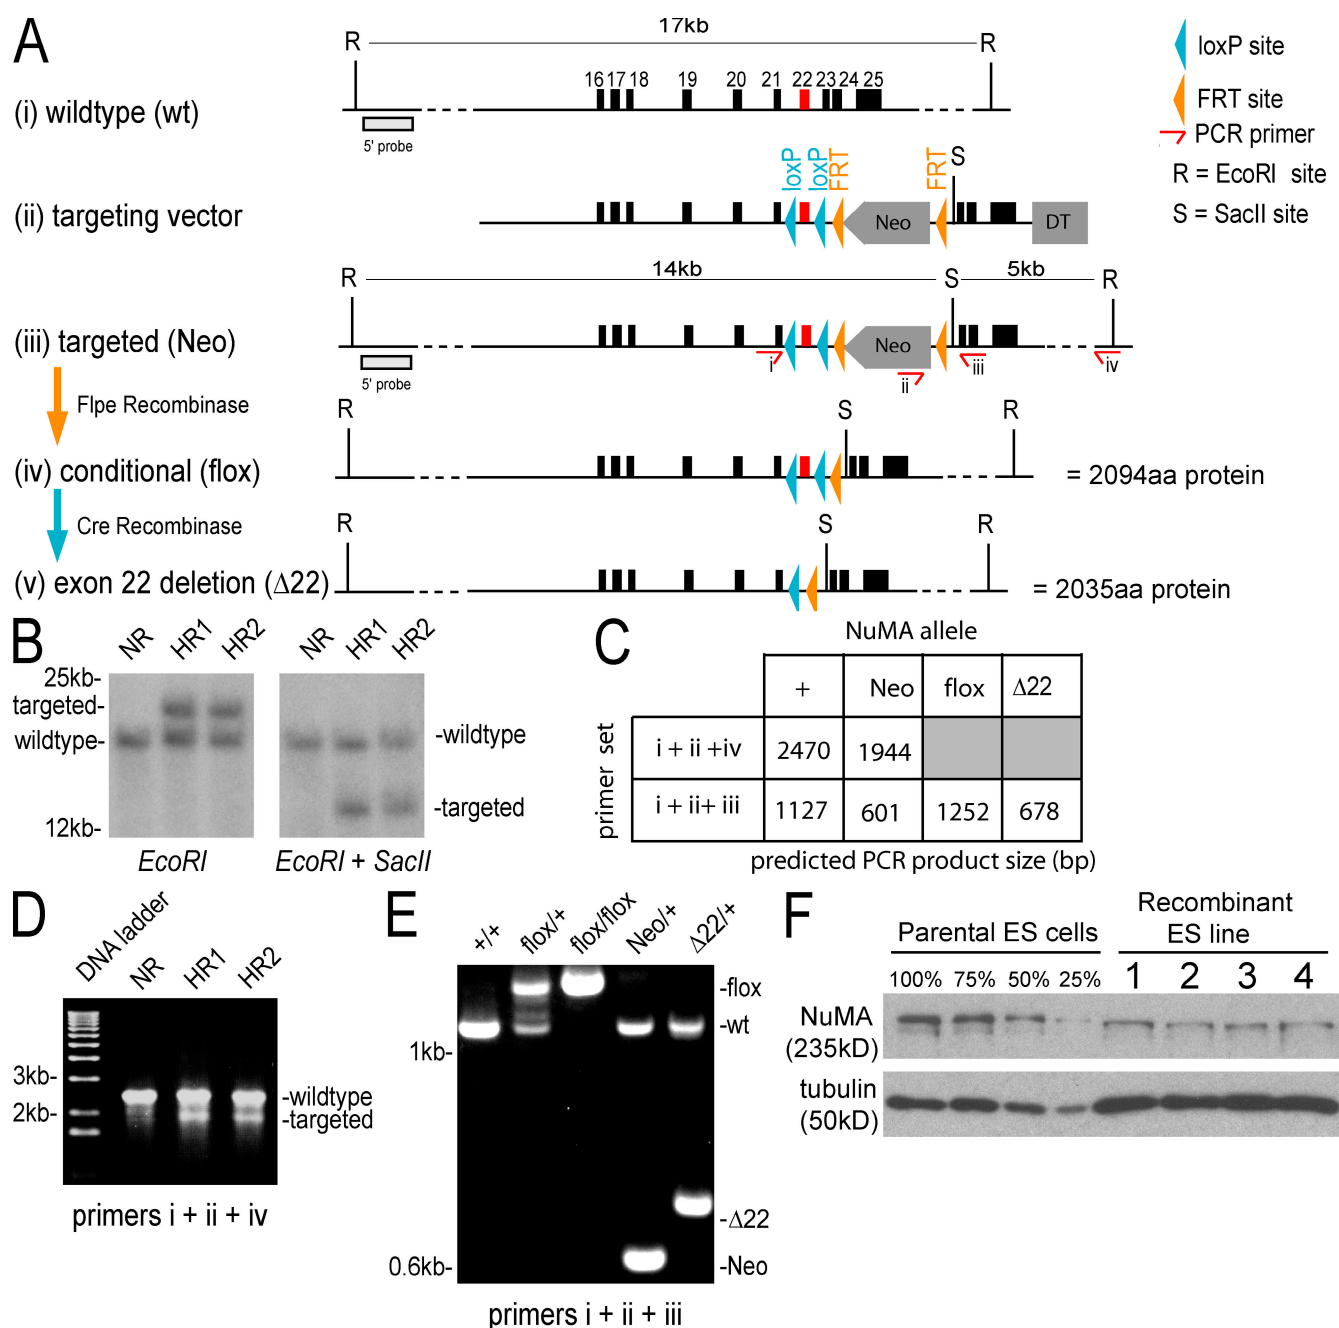 A
17kb
R
R
16 17 18 19 20 21 22 23 24 25
(i) wildtype (wt)
5' probe
loxP site
FRT site
PCR primer
R = EcoRI site
S = SacII site
(ii) targeting vector
loxP
loxP
FRT
FRT
S
Neo
DT
14kb
5kb
R
S
R
(iii) targeted (Neo)
Neo
5' probe
i
ii
iii
iv
Flpe Recombinase
R
S
R
(iv) conditional (flox)
= 2094aa protein
Cre Recombinase
R
S
R
(v) exon 22 deletion (Δ22)
= 2035aa protein
B
NR HR1 HR2
NR HR1 HR2
25kb-
targeted-
wildtype-
12kb-
-wildtype
-targeted
EcoRI
EcoRI + SacII
C
NuMA allele
+ Neo flox Δ22
primer set
i + ii +iv 2470 1944
i + ii+ iii 1127 601 1252 678
predicted PCR product size (bp)
D
DNA ladder
NR
HR1
HR2
3kb-
2kb-
-wildtype
-targeted
primers i + ii + iv
E
+/+
flox/+
flox/flox
Neo/+
Δ22/+
-flox
-wt
1kb-
-Δ22
0.6kb-
-Neo
primers i + ii + iii
F
Parental ES cells
Recombinant
ES line
100% 75% 50% 25% 1 2 3 4
NuMA
(235kD)
tubulin
(50kD)